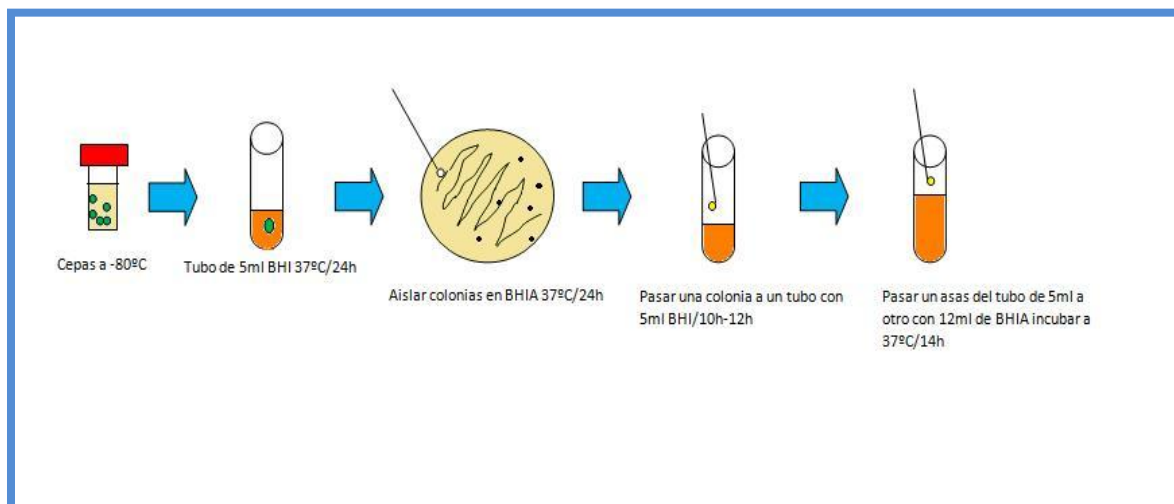 Cepas a -80ºC
Tubo de 5ml BHI 37ºC/24h
Aislar colonias en BHIA 37ºC/24h
Pasar una colonia a un tubo con
5ml BHI/10h-12h
Pasar un asas del tubo de 5ml a
otro con 12ml de BHIA incubar a
37ºC/14h